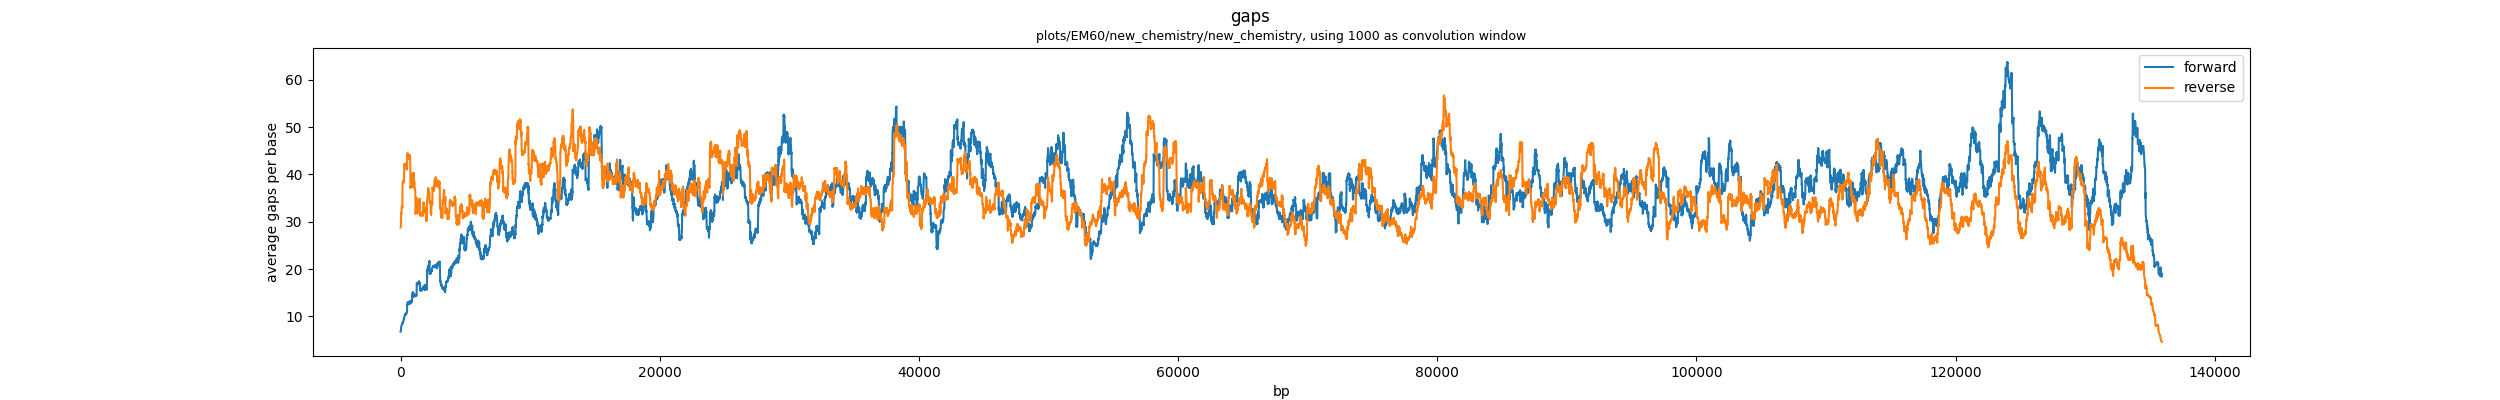 gaps
plots/EM60/new_chemistry/new_chemistry, using 1000 as convolution window
forward
reverse
average gaps per base
60
50
40
30
20
10
0
20000
40000
60000
80000
100000
120000
140000
bp